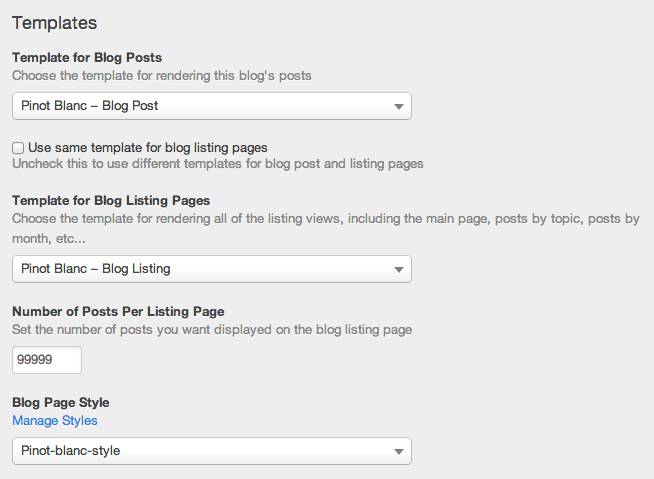 Templates
Template for Blog Posts
Choose the template for rendering this blog's posts
Pinot Blanc – Blog Post
Use same template for blog listing pages
Uncheck this to use different templates for blog post and listing pages
Template for Blog Listing Pages
Choose the template for rendering all of the listing views, including the main page, posts by topic, posts by
month, etc...
Pinot Blanc – Blog Listing
Number of Posts Per Listing Page
Set the number of posts you want displayed on the blog listing page
99999
Blog Page Style
Manage Styles
Pinot-blanc-style